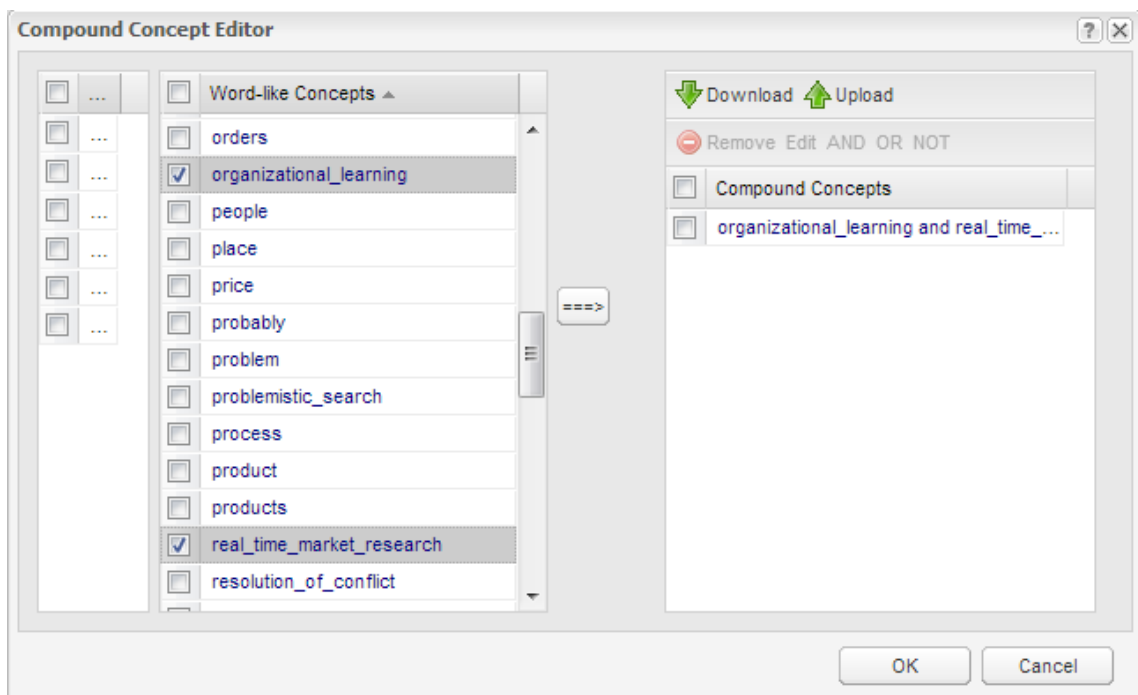 Compound Concept Editor
?
...
...
...
...
...
...
...
Word-like Concepts
orders
organizational_learning
people
place
price
probably
problem
problemistic_search
process
product
products
real_time_market_research
resolution_of_conflict
===>
Download Upload
Remove Edit AND OR NOT
Compound Concepts
organizational_learning and real_time_...
OK Cancel